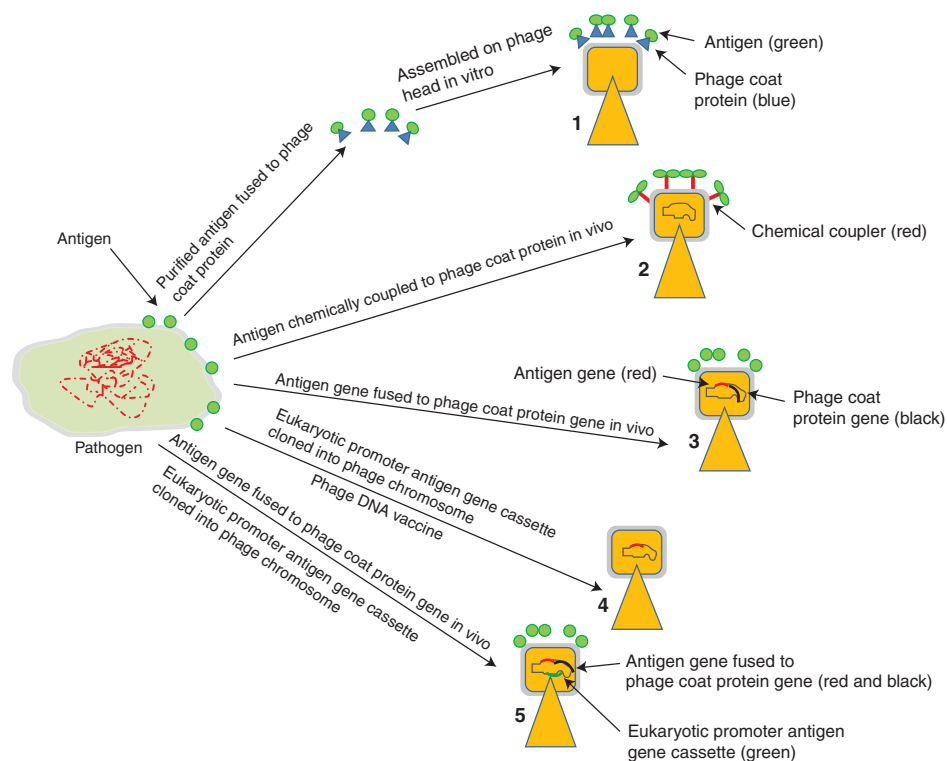 Assembled on phage
head in vitro
Antigen (green)
Phage coat
protein (blue)
1
Purified antigen fused to phage
coat protein
Antigen
Antigen chemically coupled to phage coat protein in vivo
Chemical coupler (red)
2
Antigen gene fused to phage coat protein gene in vivo
Antigen gene (red)
Phage coat
protein gene (black)
3
Pathogen
Eukaryotic promoter antigen gene cassette
cloned into phage chromosome
Phage DNA vaccine
4
Antigen gene fused to phage coat protein gene in vivo
Eukaryotic promoter antigen gene cassette
cloned into phage chromosome
5
Antigen gene fused to
phage coat protein gene (red and black)
Eukaryotic promoter antigen
gene cassette (green)